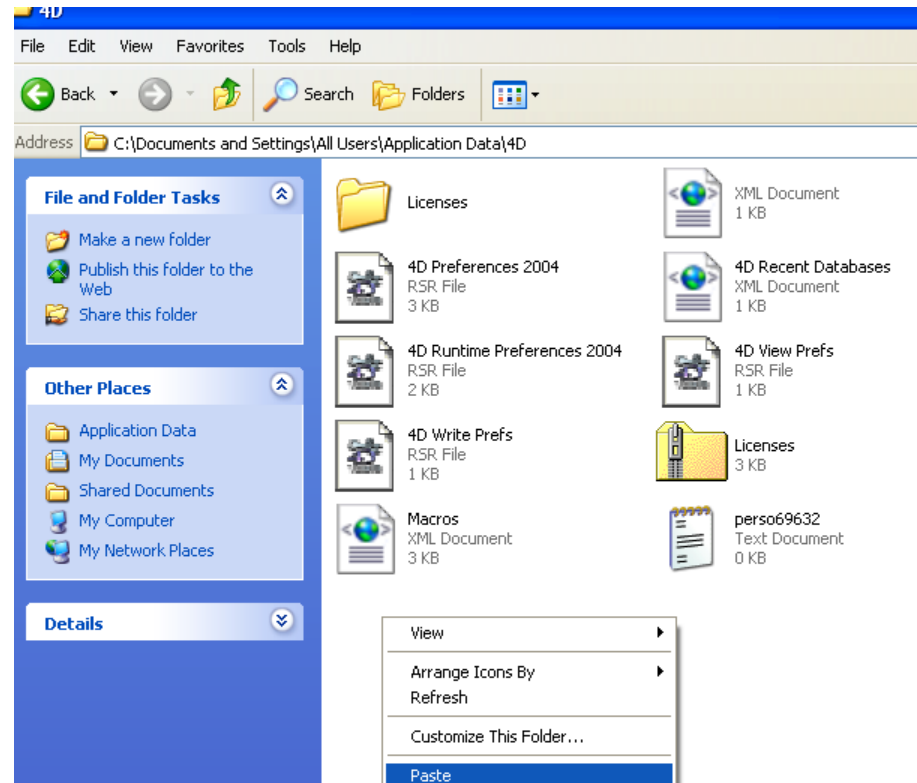 4D
File Edit View Favorites Tools Help
Back Search Folders
Address C:\Documents and Settings\All Users\Application Data\4D
File and Folder Tasks
Make a new folder
Publish this folder to the
Web
Share this folder
Other Places
Application Data
My Documents
Shared Documents
My Computer
My Network Places
Details
Licenses
XML Document
1 KB
4D Preferences 2004
RSR File
3 KB
4D Recent Databases
XML Document
1 KB
4D Runtime Preferences 2004
RSR File
2 KB
4D View Prefs
RSR File
1 KB
4D Write Prefs
RSR File
1 KB
Licenses
3 KB
Macros
XML Document
3 KB
perso69632
Text Document
0 KB
View
Arrange Icons By
Refresh
Customize This Folder...
Paste